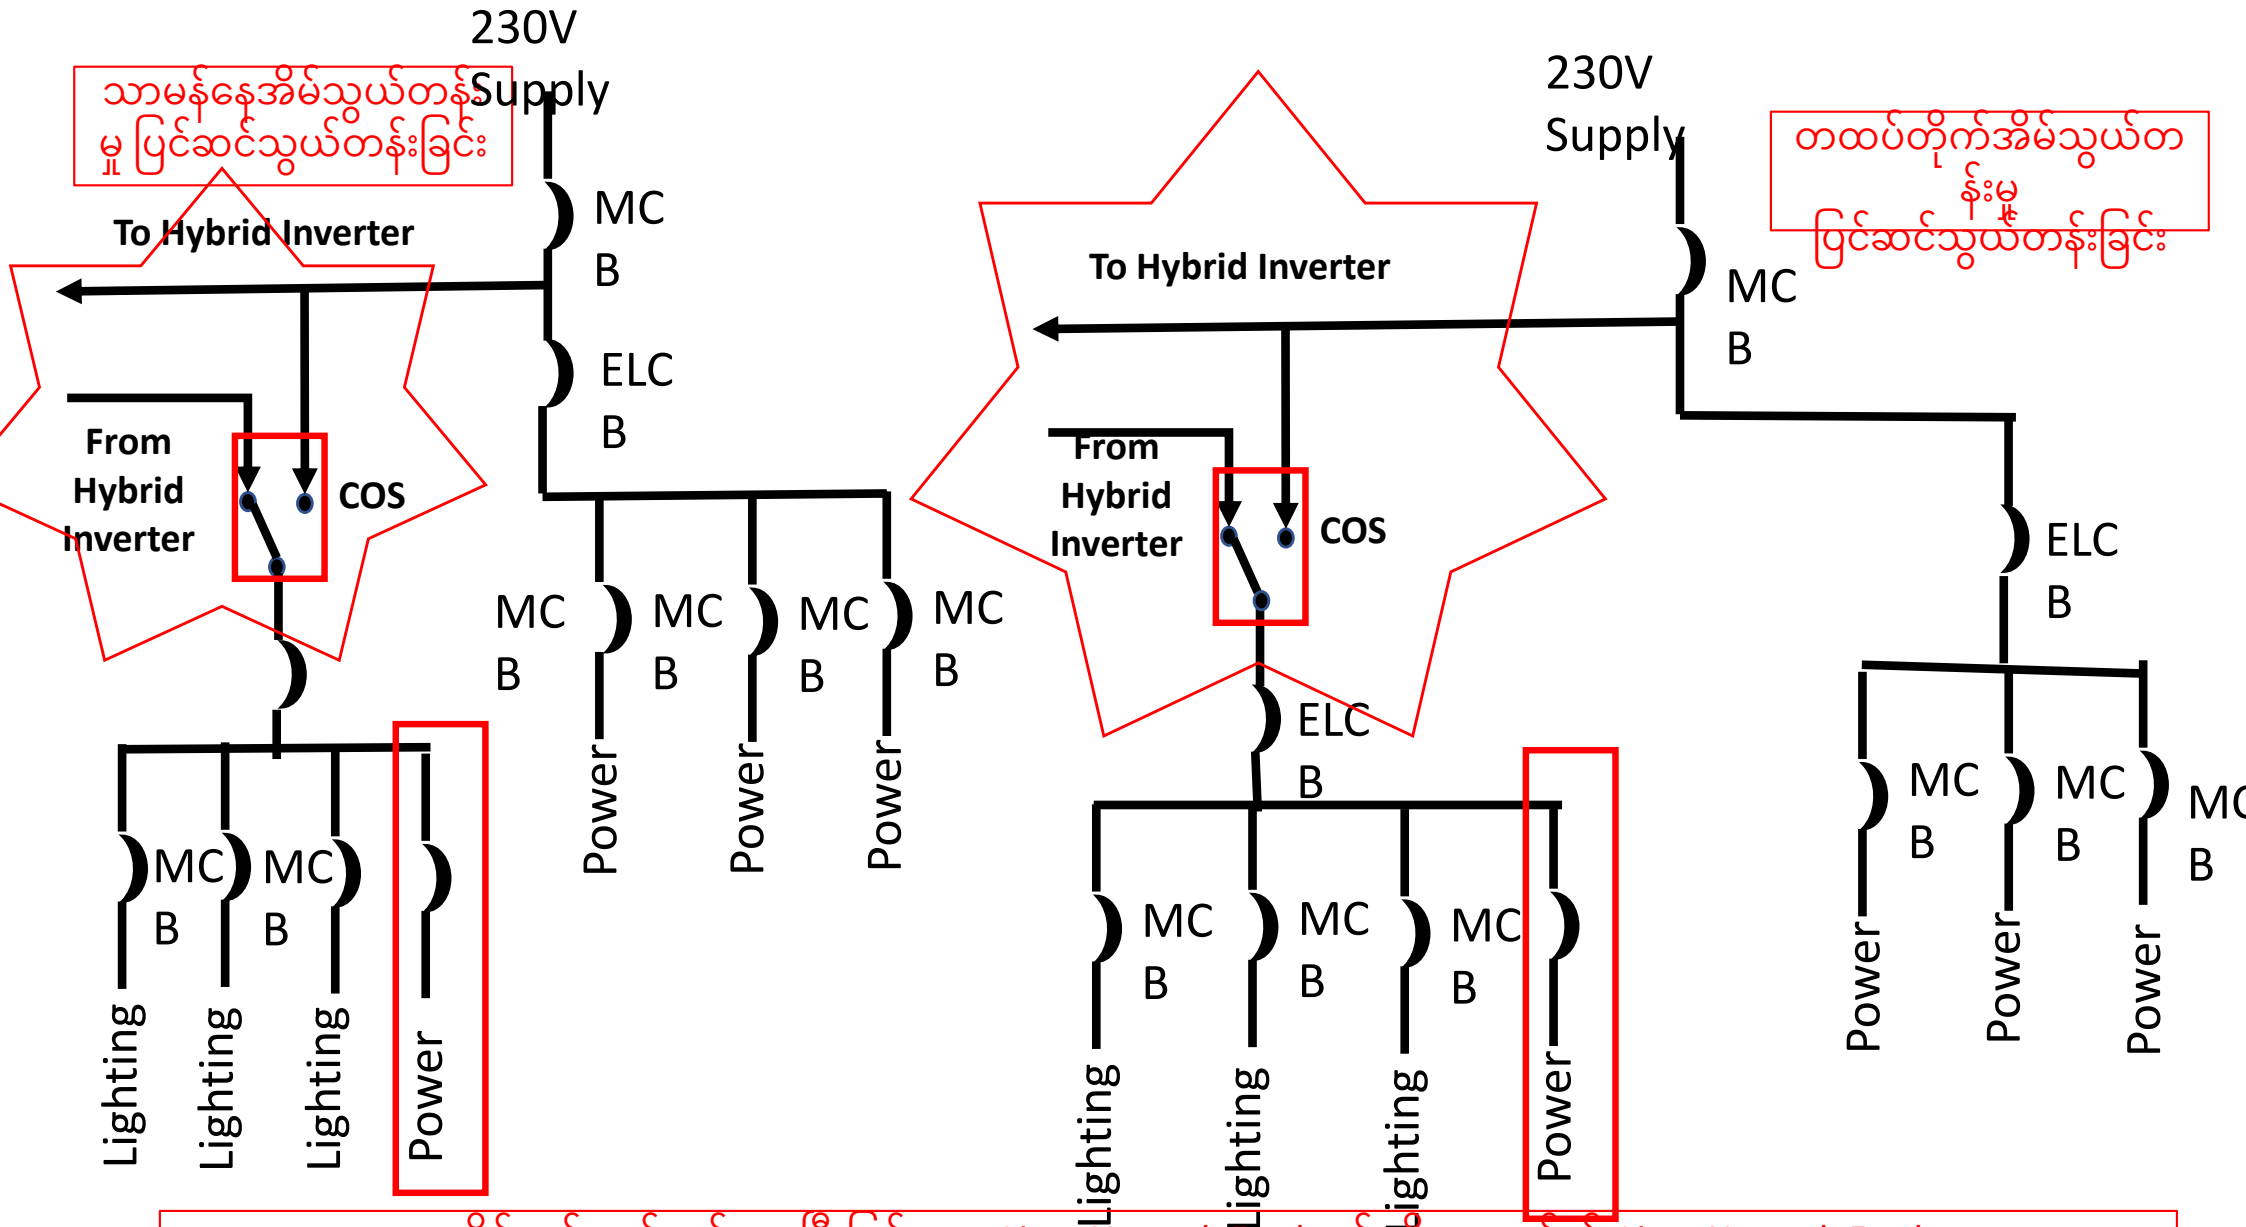 230V
Supply
သာမန်နေအိမ်သွယ်တန်း
မှု ပြင်ဆင်သွယ်တန်းခြင်း
To Hybrid Inverter
MC
B
ELC
B
From
Hybrid
Inverter
COS
MC
B
MC
B
MC
B
MC
B
Power
Power
Power
MC
B
MC
B
Lighting
Lighting
Lighting
Power
230V
Supply
တထပ်တိုက်အိမ်သွယ်တ
န်းမှု
ပြင်ဆင်သွယ်တန်းခြင်း
To Hybrid Inverter
MC
B
From
Hybrid
Inverter
COS
ELC
B
ELC
B
MC
B
MC
B
MC
B
Power
Power
Power
MC
B
MC
B
MC
B
Lighting
Lighting
Lighting
Power